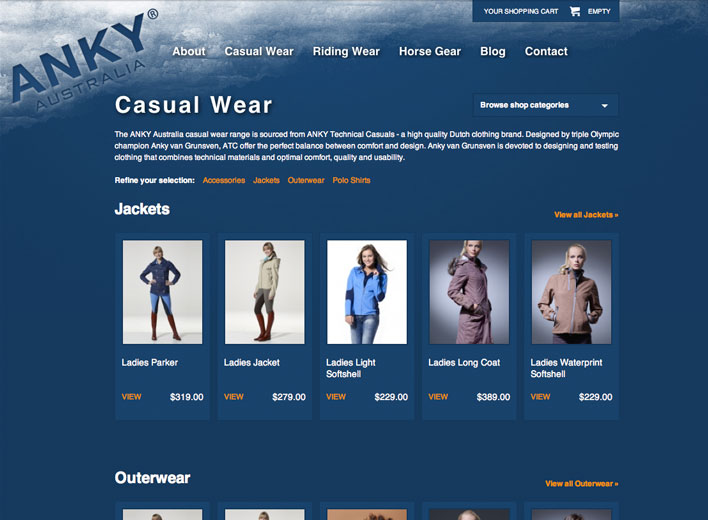 YOUR SHOPPING CART EMPTY
ANKY®
AUSTRALIA
About Casual Wear Riding Wear Horse Gear Blog Contact
Casual Wear
Browse shop categories
The ANKY Australia casual wear range is sourced from ANKY Technical Casuals - a high quality Dutch clothing brand. Designed by triple Olympic
champion Anky van Grunsven, ATC offer the perfect balance between comfort and design. Anky van Grunsven is devoted to designing and testing
clothing that combines technical materials and optimal comfort, quality and usability.
Refine your selection: Accessories Jackets Outerwear Polo Shirts
Jackets
View all Jackets »
Ladies Parker
VIEW $319.00
Ladies Jacket
VIEW $279.00
Ladies Light
Softshell
VIEW $229.00
Ladies Long Coat
VIEW $389.00
Ladies Waterprint
Softshell
VIEW $229.00
Outerwear
View all Outerwear »